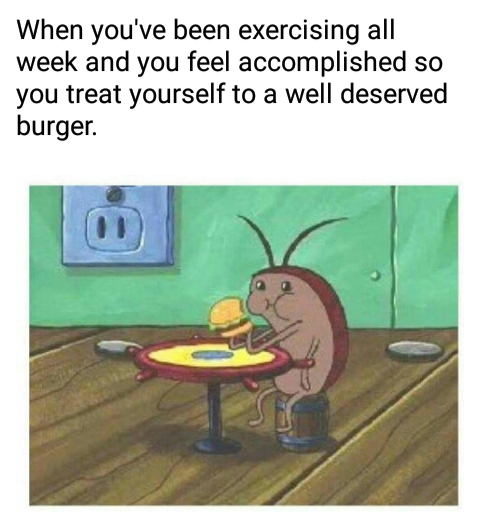 When you've been exercising all
week and you feel accomplished so
you treat yourself to a well deserved
burger.